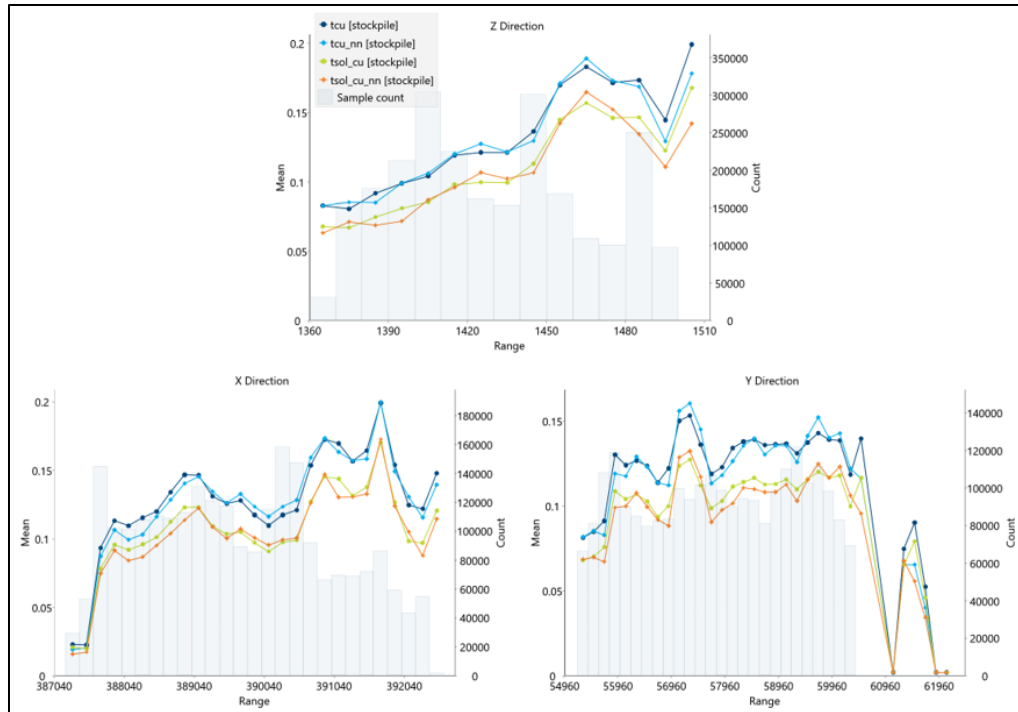 Z Direction
tcu [stockpile]
tcu_nn [stockpile]
tsol_cu [stockpile]
tsol_cu_nn [stockpile]
Sample count
0.2
0.15
0.1
0.05
0
Mean
350000
300000
250000
200000
150000
100000
50000
0
Count
1360 1390 1420 1450 1480 1510
Range
X Direction
0.2
0.15
0.1
0.05
0
Mean
180000
160000
140000
120000
100000
80000
60000
40000
20000
0
Count
387040 388040 389040 390040 391040 392040
Range
Y Direction
0.15
0.1
0.05
0
Mean
140000
120000
100000
80000
60000
40000
20000
0
Count
54960 55960 56960 57960 58960 59960 60960 61960
Range